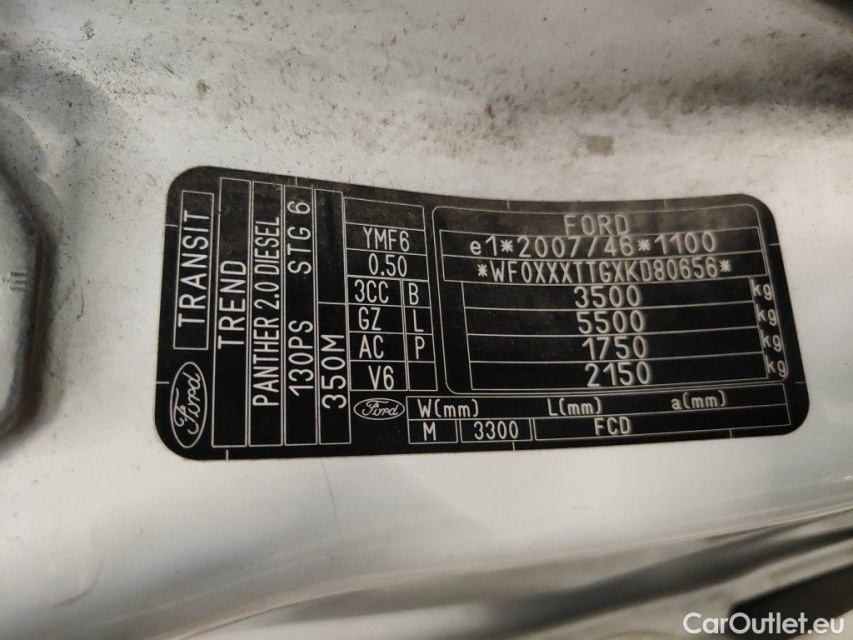 TRANSIT
TREND
PANTHER 2.0 DIESEL
130PS STG 6
350M
Ford
YMF6
0.50
3CC B
GZ L
AC P
V6
FORD
e1*2007/46*1100
*WF0XXXTTGXKD80656*
3500 kg
5500 kg
1750 kg
2150 kg
Ford
W(mm) L(mm) a(mm)
M 3300 FCD
CarOutlet.eu